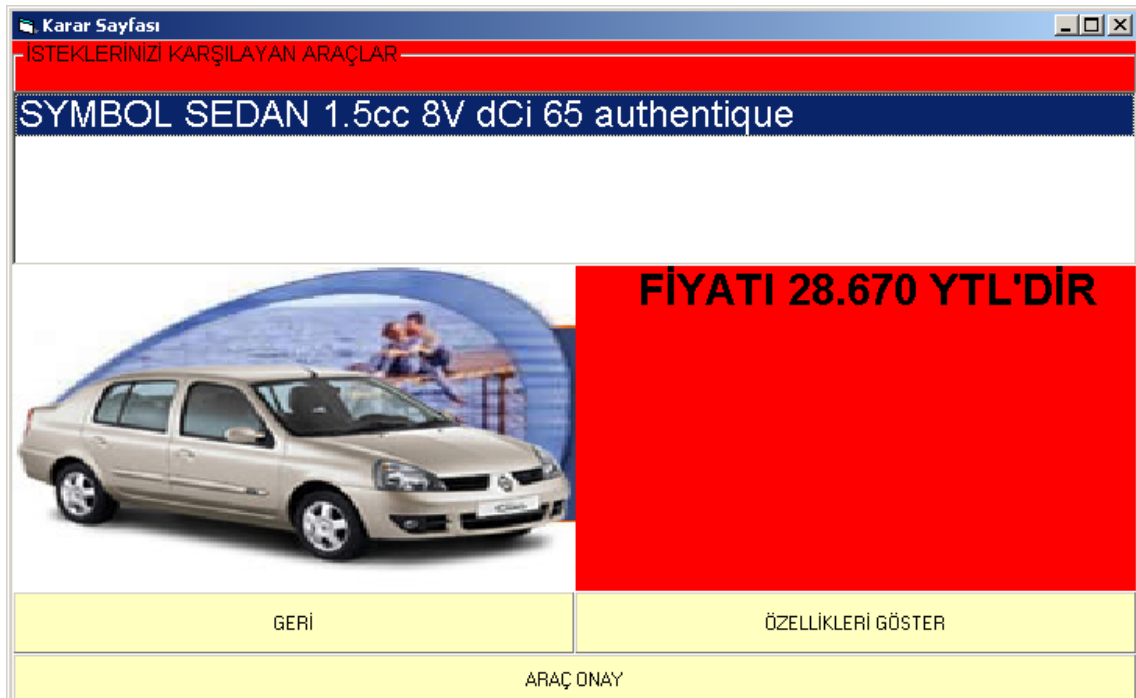 Karar Sayfası
İSTEKLERİNİZİ KARŞILAYAN ARAÇLAR
SYMBOL SEDAN 1.5cc 8V dCi 65 authentique
FİYATI 28.670 YTL'DİR
GERİ
ÖZELLİKLERİ GÖSTER
ARAÇ ONAY